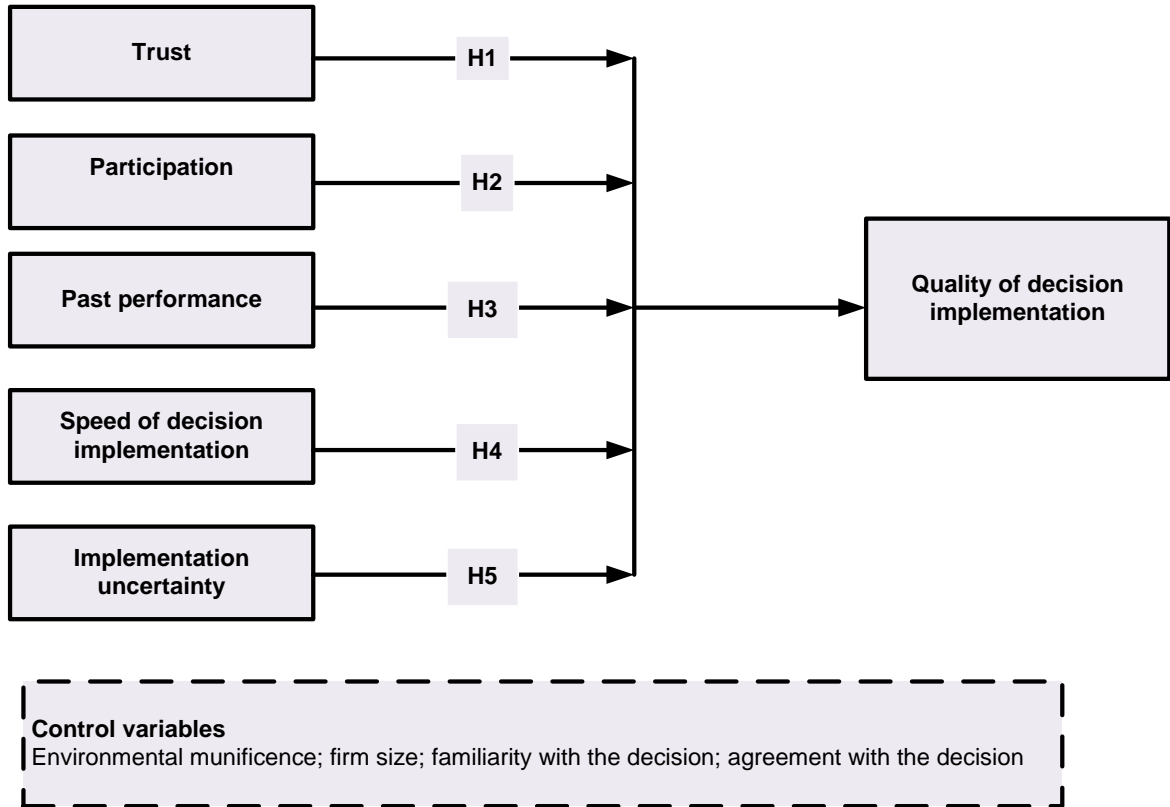 Trust
H1
Participation
H2
Past performance
H3
Quality of decision
implementation
Speed of decision
implementation
H4
Implementation
uncertainty
H5
Control variables
Environmental munificence; firm size; familiarity with the decision; agreement with the decision